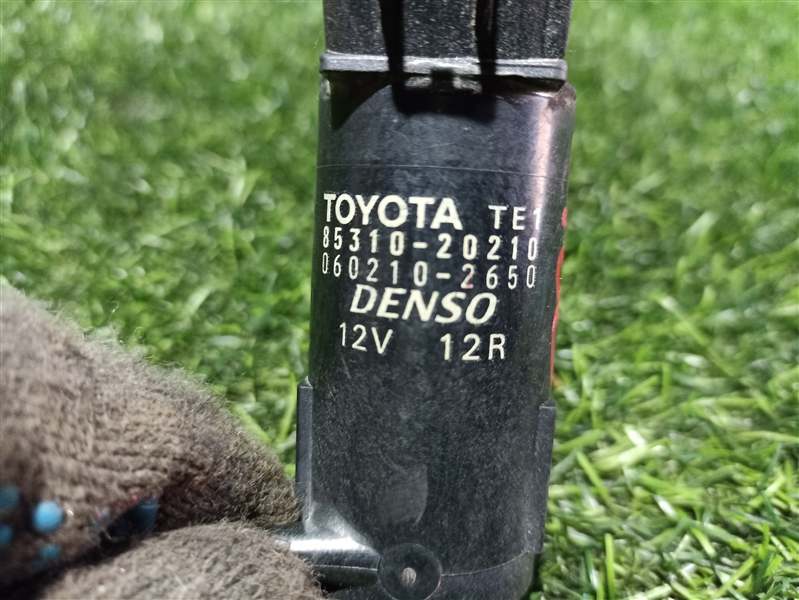 TOYOTA TE1
85310-20210
060210-2650
DENSO
12V 12R